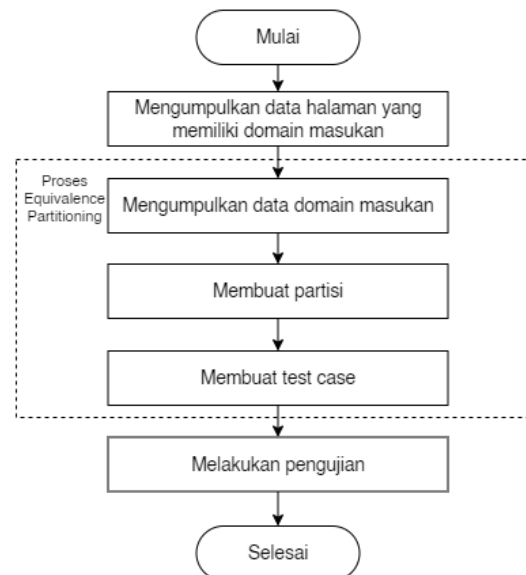 Mulai
Mengumpulkan data halaman yang
memiliki domain masukan
Proses
Equivalence
Partitioning
Mengumpulkan data domain masukan
Membuat partisi
Membuat test case
Melakukan pengujian
Selesai